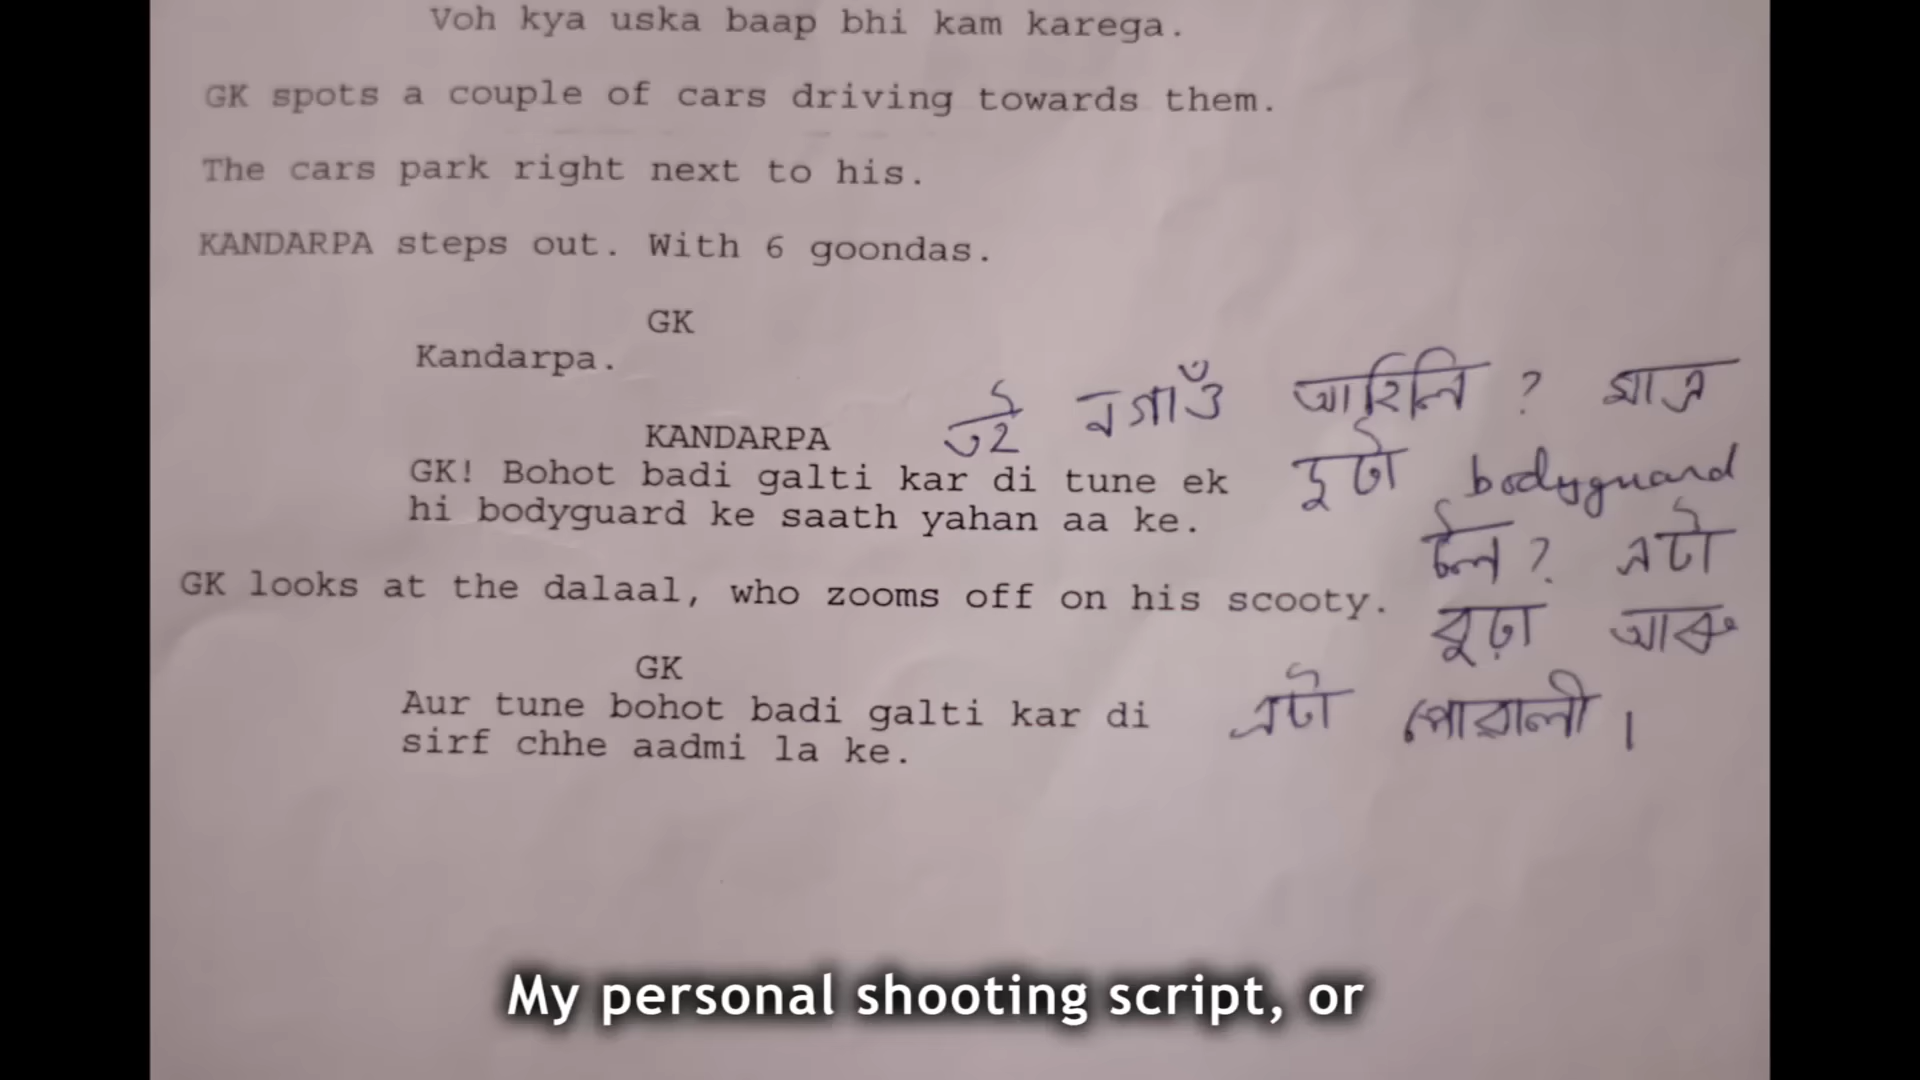 Voh kya uska baap bhi kam karega.
GK spots a couple of cars driving towards them.
The cars park right next to his.
KANDARPA steps out. With 6 goondas.
GK
Kandarpa.
KANDARPA
GK! Bohot badi galti kar di tune ek
hi bodyguard ke saath yahan aa ke.
তই নগাওঁ আহিলি? মাত্ৰ
দুটা bodyguard
লৈ? এটা
বুঢ়া আৰু
এটা পোৱালী।
GK looks at the dalaal, who zooms off on his scooty.
GK
Aur tune bohot badi galti kar di
sirf chhe aadmi la ke.
My personal shooting script, or